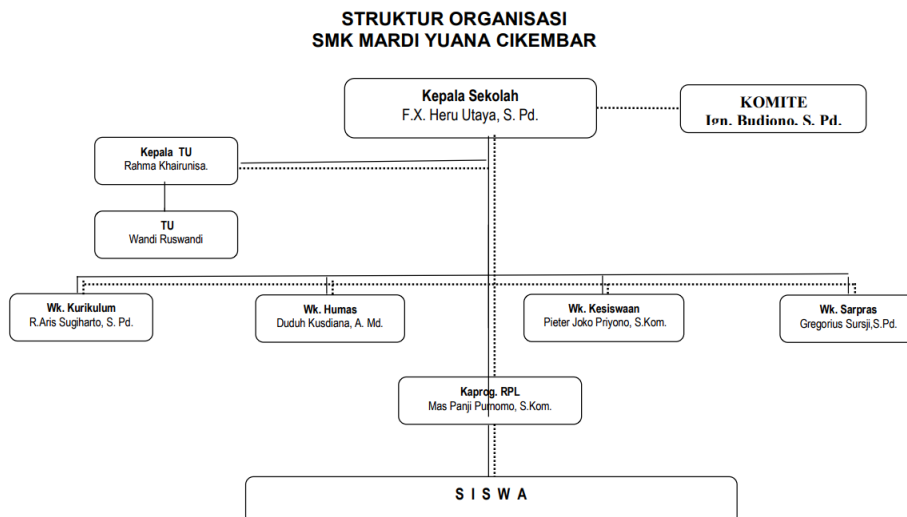 STRUKTUR ORGANISASI
SMK MARDI YUANA CIKEMBAR
Kepala Sekolah
F.X. Heru Utaya, S. Pd.
KOMITE
Ign. Budiono, S. Pd.
Kepala TU
Rahma Khairunisa.
TU
Wandi Ruswandi
Wk. Kurikulum
R.Aris Sugiharto, S. Pd.
Wk. Humas
Duduh Kusdiana, A. Md.
Wk. Kesiswaan
Pieter Joko Priyono, S.Kom.
Wk. Sarpras
Gregorius Sursji,S.Pd.
Kaprog. RPL
Mas Panji Purnomo, S.Kom.
S I S W A